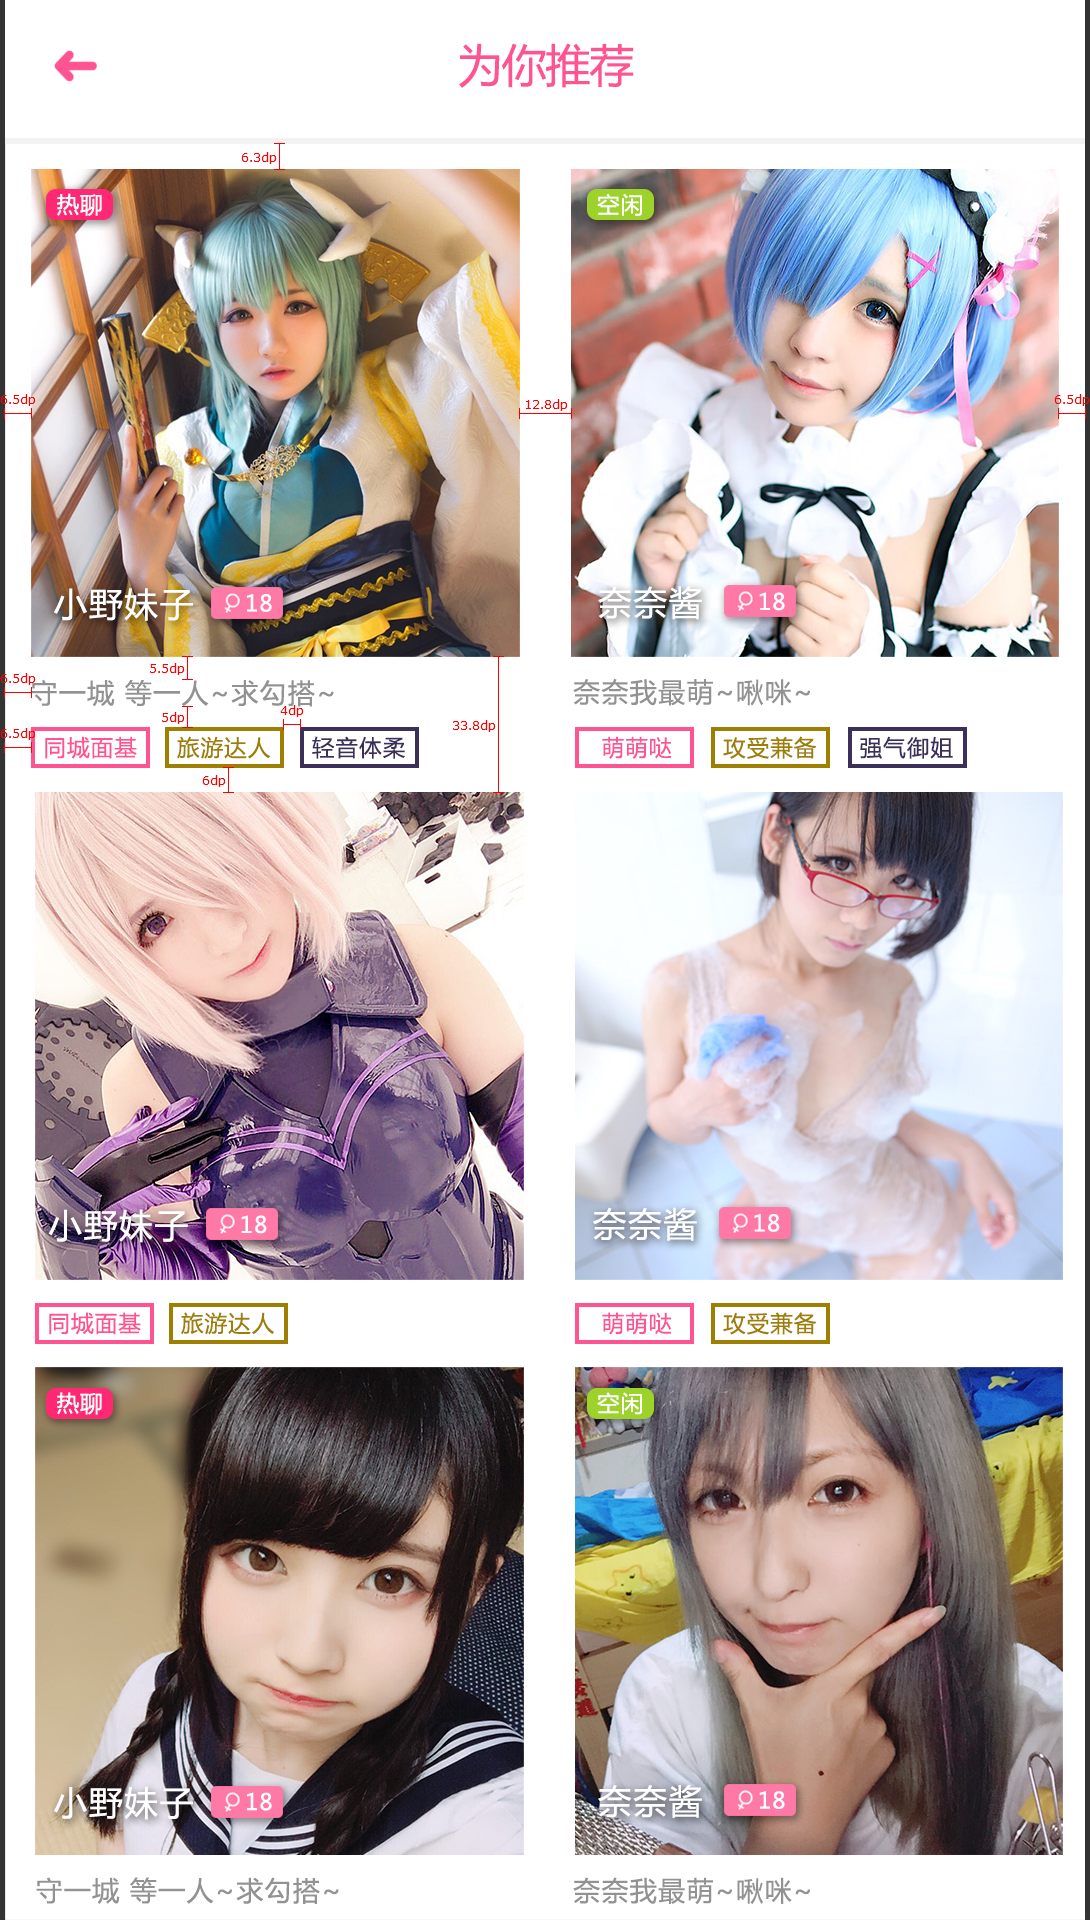 为你推荐
6.3dp
热聊
空闲
6.5dp
12.8dp
6.5dp
小野妹子 18
奈奈酱 18
5.5dp
6.5dp
守一城 等一人~求勾搭~
奈奈我最萌~啾咪~
5dp
4dp
33.8dp
6.5dp
同城面基 旅游达人 轻音体柔
萌萌哒 攻受兼备 强气御姐
6dp
小野妹子 18
奈奈酱 18
同城面基 旅游达人
萌萌哒 攻受兼备
热聊
空闲
小野妹子 18
奈奈酱 18
守一城 等一人~求勾搭~
奈奈我最萌~啾咪~